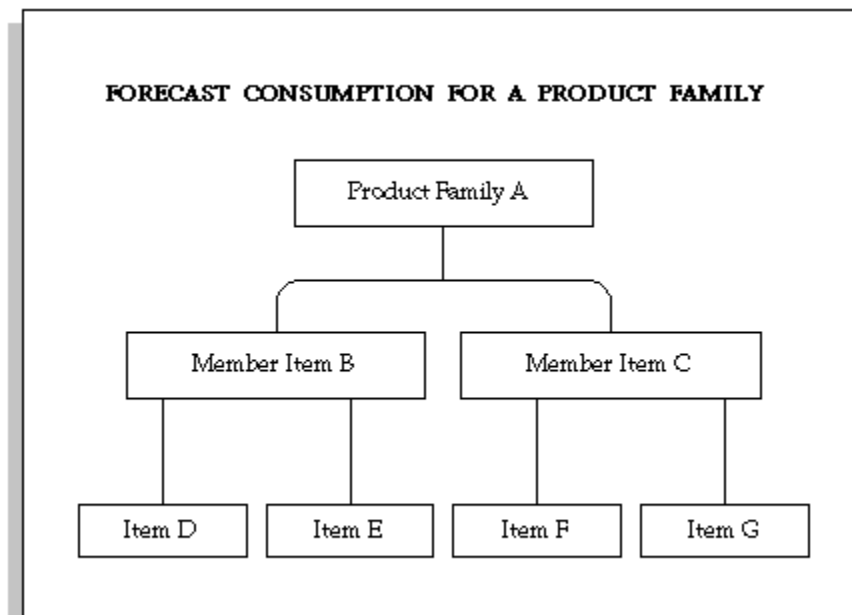 FORECAST CONSUMPTION FOR A PRODUCT FAMILY
Product Family A
Member Item B
Member Item C
Item D
Item E
Item F
Item G